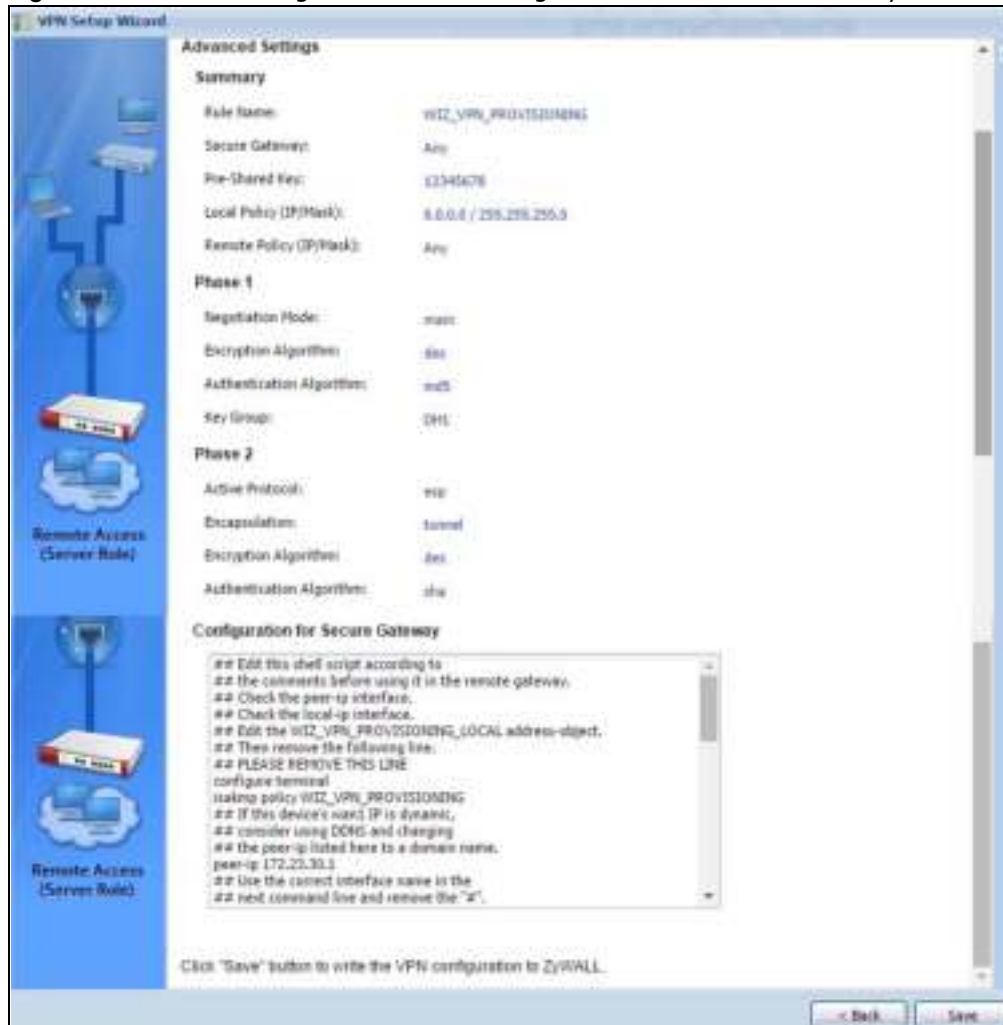 VPN Setup Wizard
Advanced Settings
Summary
Rule Name: WIZ_VPN_PROVISIONING
Secure Gateway: Any
Pre-Shared Key: 12345678
Local Policy (IP/Mask): / 255.255.255.0
Remote Policy (IP/Mask): Any
Phase 1
Negotiation Mode: main
Encryption Algorithm: des
Authentication Algorithm: md5
Key Group: DH1
Phase 2
Active Protocol: esp
Encapsulation: tunnel
Encryption Algorithm: des
Authentication Algorithm: sha
Remote Access
(Server Role)
Configuration for Secure Gateway
## Edit this shell script according to
## the comments before using it in the remote gateway.
## Check the peer-ip interface.
## Check the local-ip interface.
## Edit the WIZ_VPN_PROVISIONING_LOCAL address-object.
## Then remove the following line.
## PLEASE REMOVE THIS LINE
configure terminal
isakmp policy WIZ_VPN_PROVISIONING
## If this device's IP is dynamic,
## consider using DDNS and changing
## the peer-ip listed here to a domain name.
peer-ip 172.23.30.1
## Use the correct interface name in the
## next command line and remove the "#".
Remote Access
(Server Role)
Click "Save" button to write the VPN configuration to ZyWALL.
< Back
Save